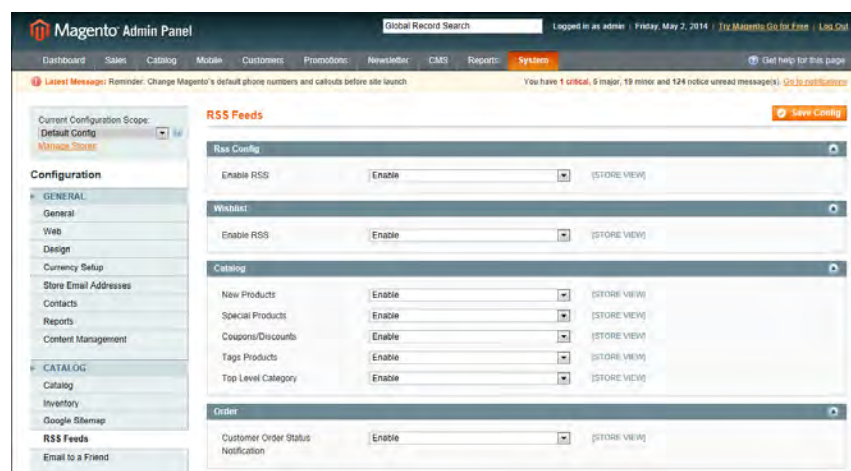 Magento Admin Panel
Global Record Search
Logged in as admin | Friday, May 2, 2014 | Try Magento Go for Free | Log Out
Dashboard Sales Catalog Mobile Customers Promotions Newsletter CMS Reports System
Get help for this page
Latest Message: Reminder: Change Magento's default phone numbers and callouts before site launch
You have 1 critical, 5 major, 19 minor and 124 notice unread message(s). Go to notifications
Current Configuration Scope:
Default Config
Manage Stores
Configuration
GENERAL
General
Web
Design
Currency Setup
Store Email Addresses
Contacts
Reports
Content Management
CATALOG
Catalog
Inventory
Google Sitemap
RSS Feeds
Email to a Friend
RSS Feeds
Save Config
Rss Config
Enable RSS Enable [STORE VIEW]
Wishlist
Enable RSS Enable [STORE VIEW]
Catalog
New Products Enable [STORE VIEW]
Special Products Enable [STORE VIEW]
Coupons/Discounts Enable [STORE VIEW]
Tags Products Enable [STORE VIEW]
Top Level Category Enable [STORE VIEW]
Order
Customer Order Status Enable [STORE VIEW]
Notification